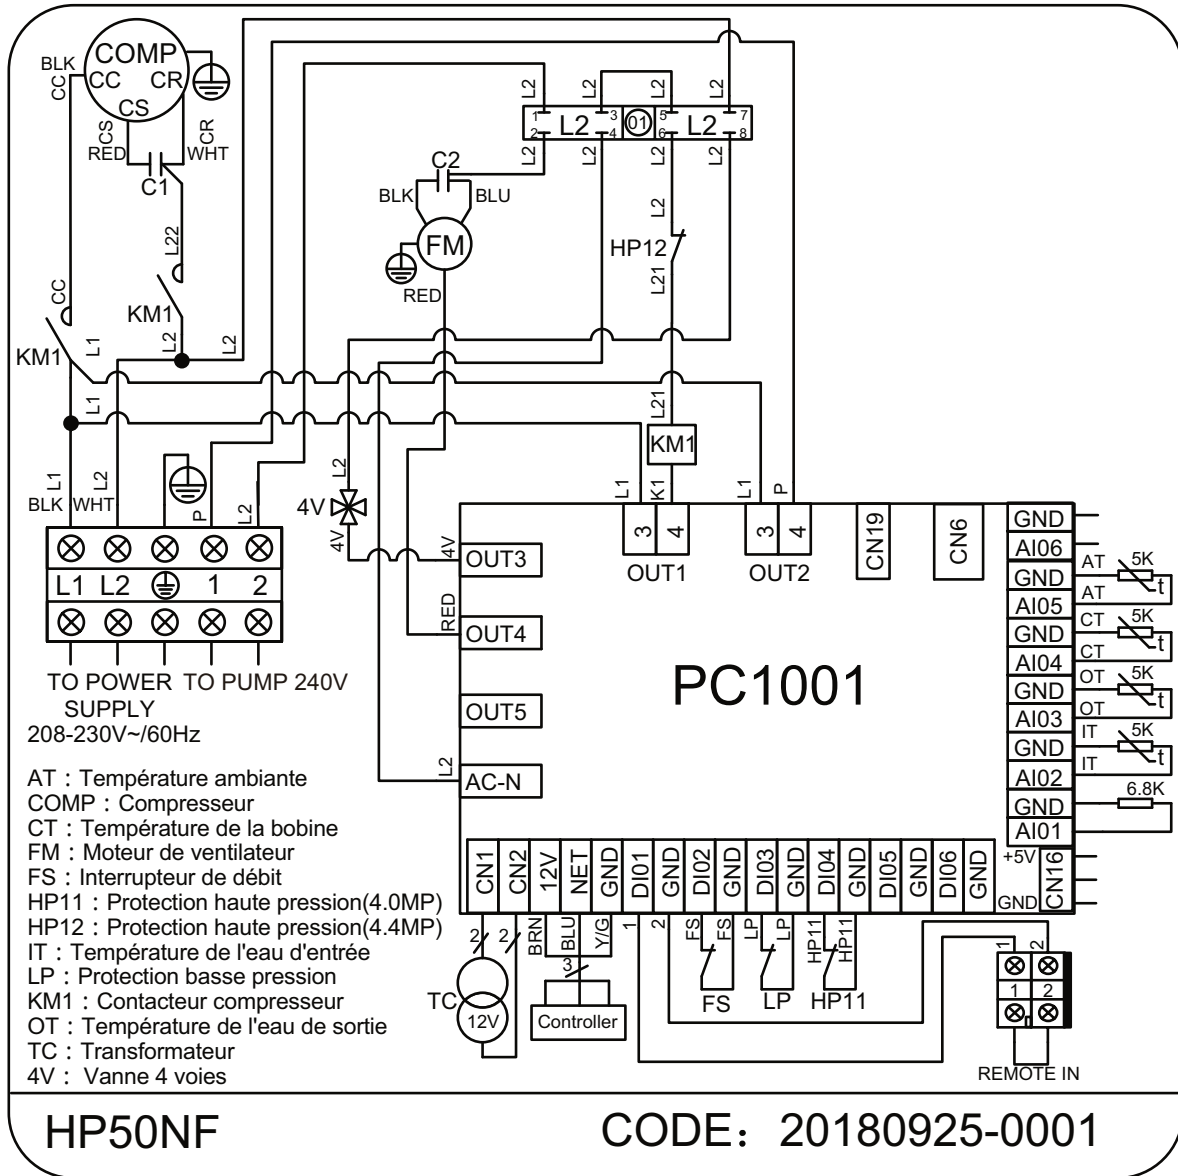 COMP
CC CR
CS
BLK
CC
CS
RED
CR
WHT
C1
L22
CC
KM1
KM1
L1
L2
L2
L1
L1
BLK
L2
WHT
P
L2
L1 L2 1 2
TO POWER SUPPLY
208-230V~/60Hz
TO PUMP 240V
L2
L2
L2
L2
1 2 L2 3 4 01 5 6 L2 7 8
L2
L2
L2
L2
C2
BLK
BLU
FM
RED
L2
HP12
L21
L21
KM1
L1
K1
L1
P
L2
4V
4V
4V
RED
L2
OUT3
OUT4
OUT5
AC-N
3 4
OUT1
3 4
OUT2
CN19
CN6
PC1001
GND
AI06
GND
AI05
GND
AI04
GND
AI03
GND
AI02
GND
AI01
+5V
CN16
GND
AT 5K
AT t
CT 5K
CT t
OT 5K
OT t
IT 5K
IT t
6.8K
CN1 CN2 12V NET GND DI01 GND DI02 GND DI03 GND DI04 GND DI05 GND DI06 GND
2 2 BRN BLU Y/G 1 2 FS FS LP LP HP11 HP11
3
TC
12V
Controller
FS
LP
HP11
1 2
1 2
REMOTE IN
AT : Température ambiante
COMP : Compresseur
CT : Température de la bobine
FM : Moteur de ventilateur
FS : Interrupteur de débit
HP11 : Protection haute pression(4.0MP)
HP12 : Protection haute pression(4.4MP)
IT : Température de l'eau d'entrée
LP : Protection basse pression
KM1 : Contacteur compresseur
OT : Température de l'eau de sortie
TC : Transformateur
4V : Vanne 4 voies
HP50NF
CODE：20180925-0001